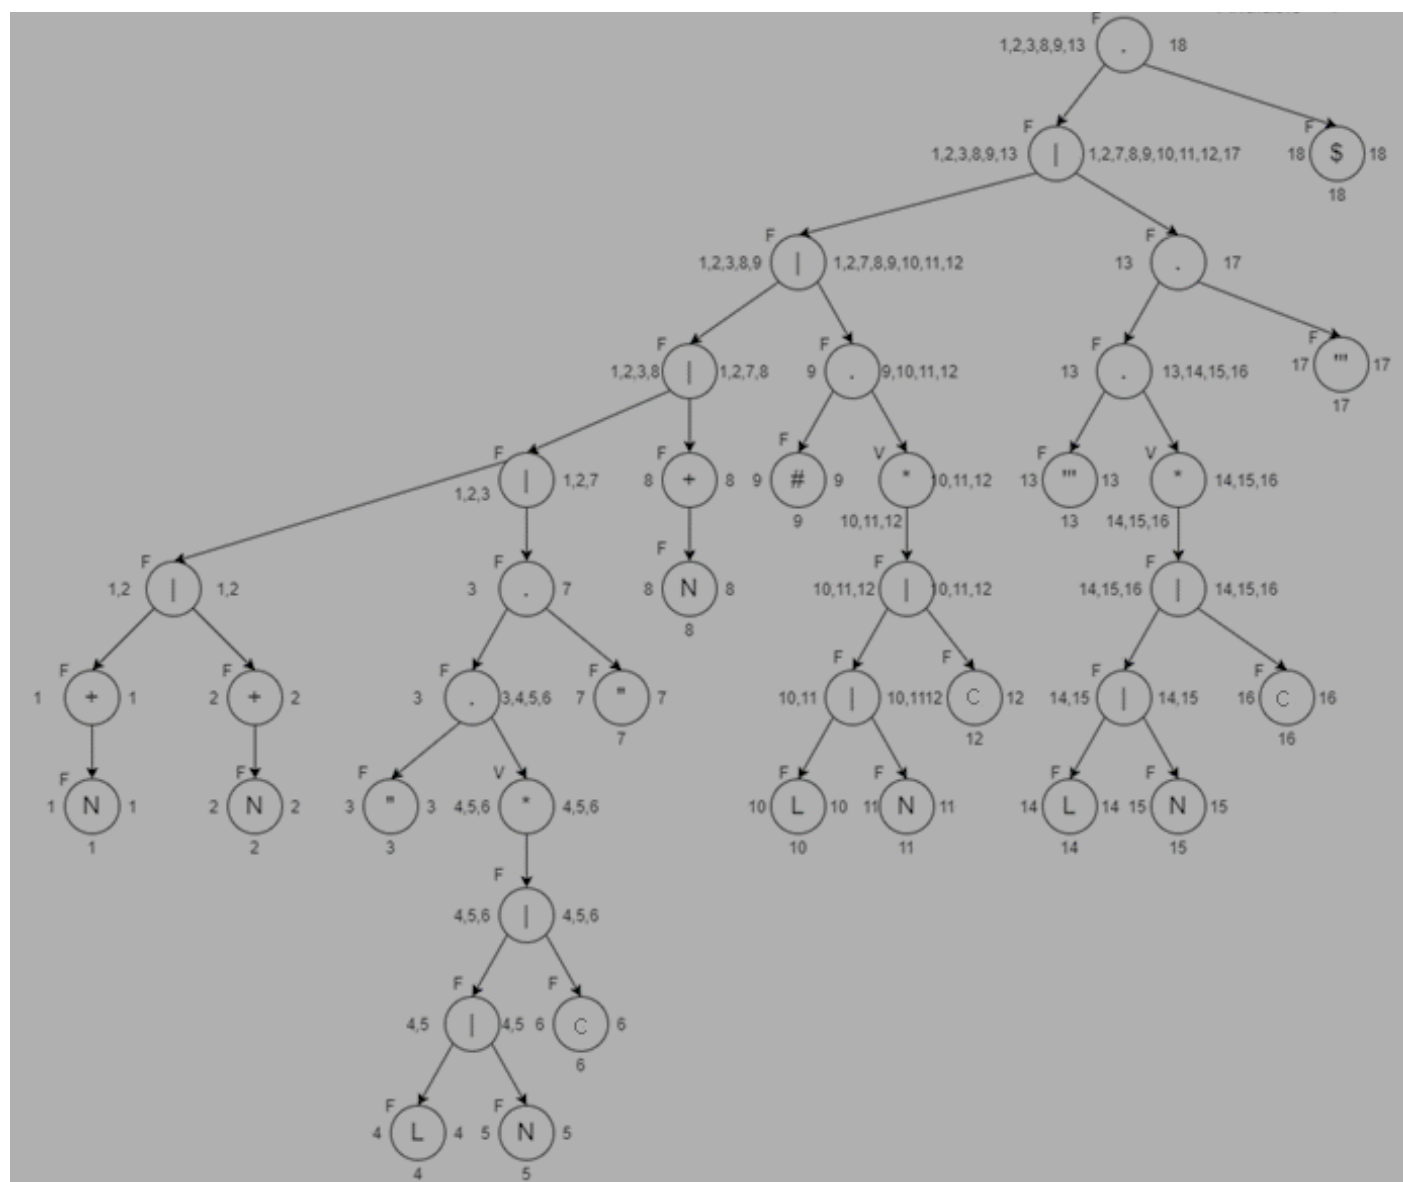 F
1,2,3,8,9,13 . 18
F F
1,2,3,8,9,13 | 1,2,7,8,9,10,11,12,17 18 $ 18
18
F F
1,2,3,8,9 | 1,2,7,8,9,10,11,12 13 . 17
F F F F
1,2,3,8 | 1,2,7,8 9 . 9,10,11,12 13 . 13,14,15,16 17 "' 17
17
F F F V F V
1,2,3 | 1,2,7 8 + 8 9 # 9 * 10,11,12 13 "' 13 * 14,15,16
9 10,11,12 13 14,15,16
F F F F F
1,2 | 1,2 3 . 7 8 N 8 10,11,12 | 10,11,12 14,15,16 | 14,15,16
8
F F F F F F F F
1 + 1 2 + 2 3 . 3,4,5,6 7 " 7 10,11 | 10,1112 C 12 14,15 | 14,15 16 C 16
7 12 16
F F F V F F F F
1 N 1 2 N 2 3 " 3 4,5,6 * 4,5,6 10 L 10 11 N 11 14 L 14 15 N 15
1 2 3 10 11 14 15
F
4,5,6 | 4,5,6
F F
4,5 | 4,5 6 C 6
6
F F
4 L 4 5 N 5
4 5